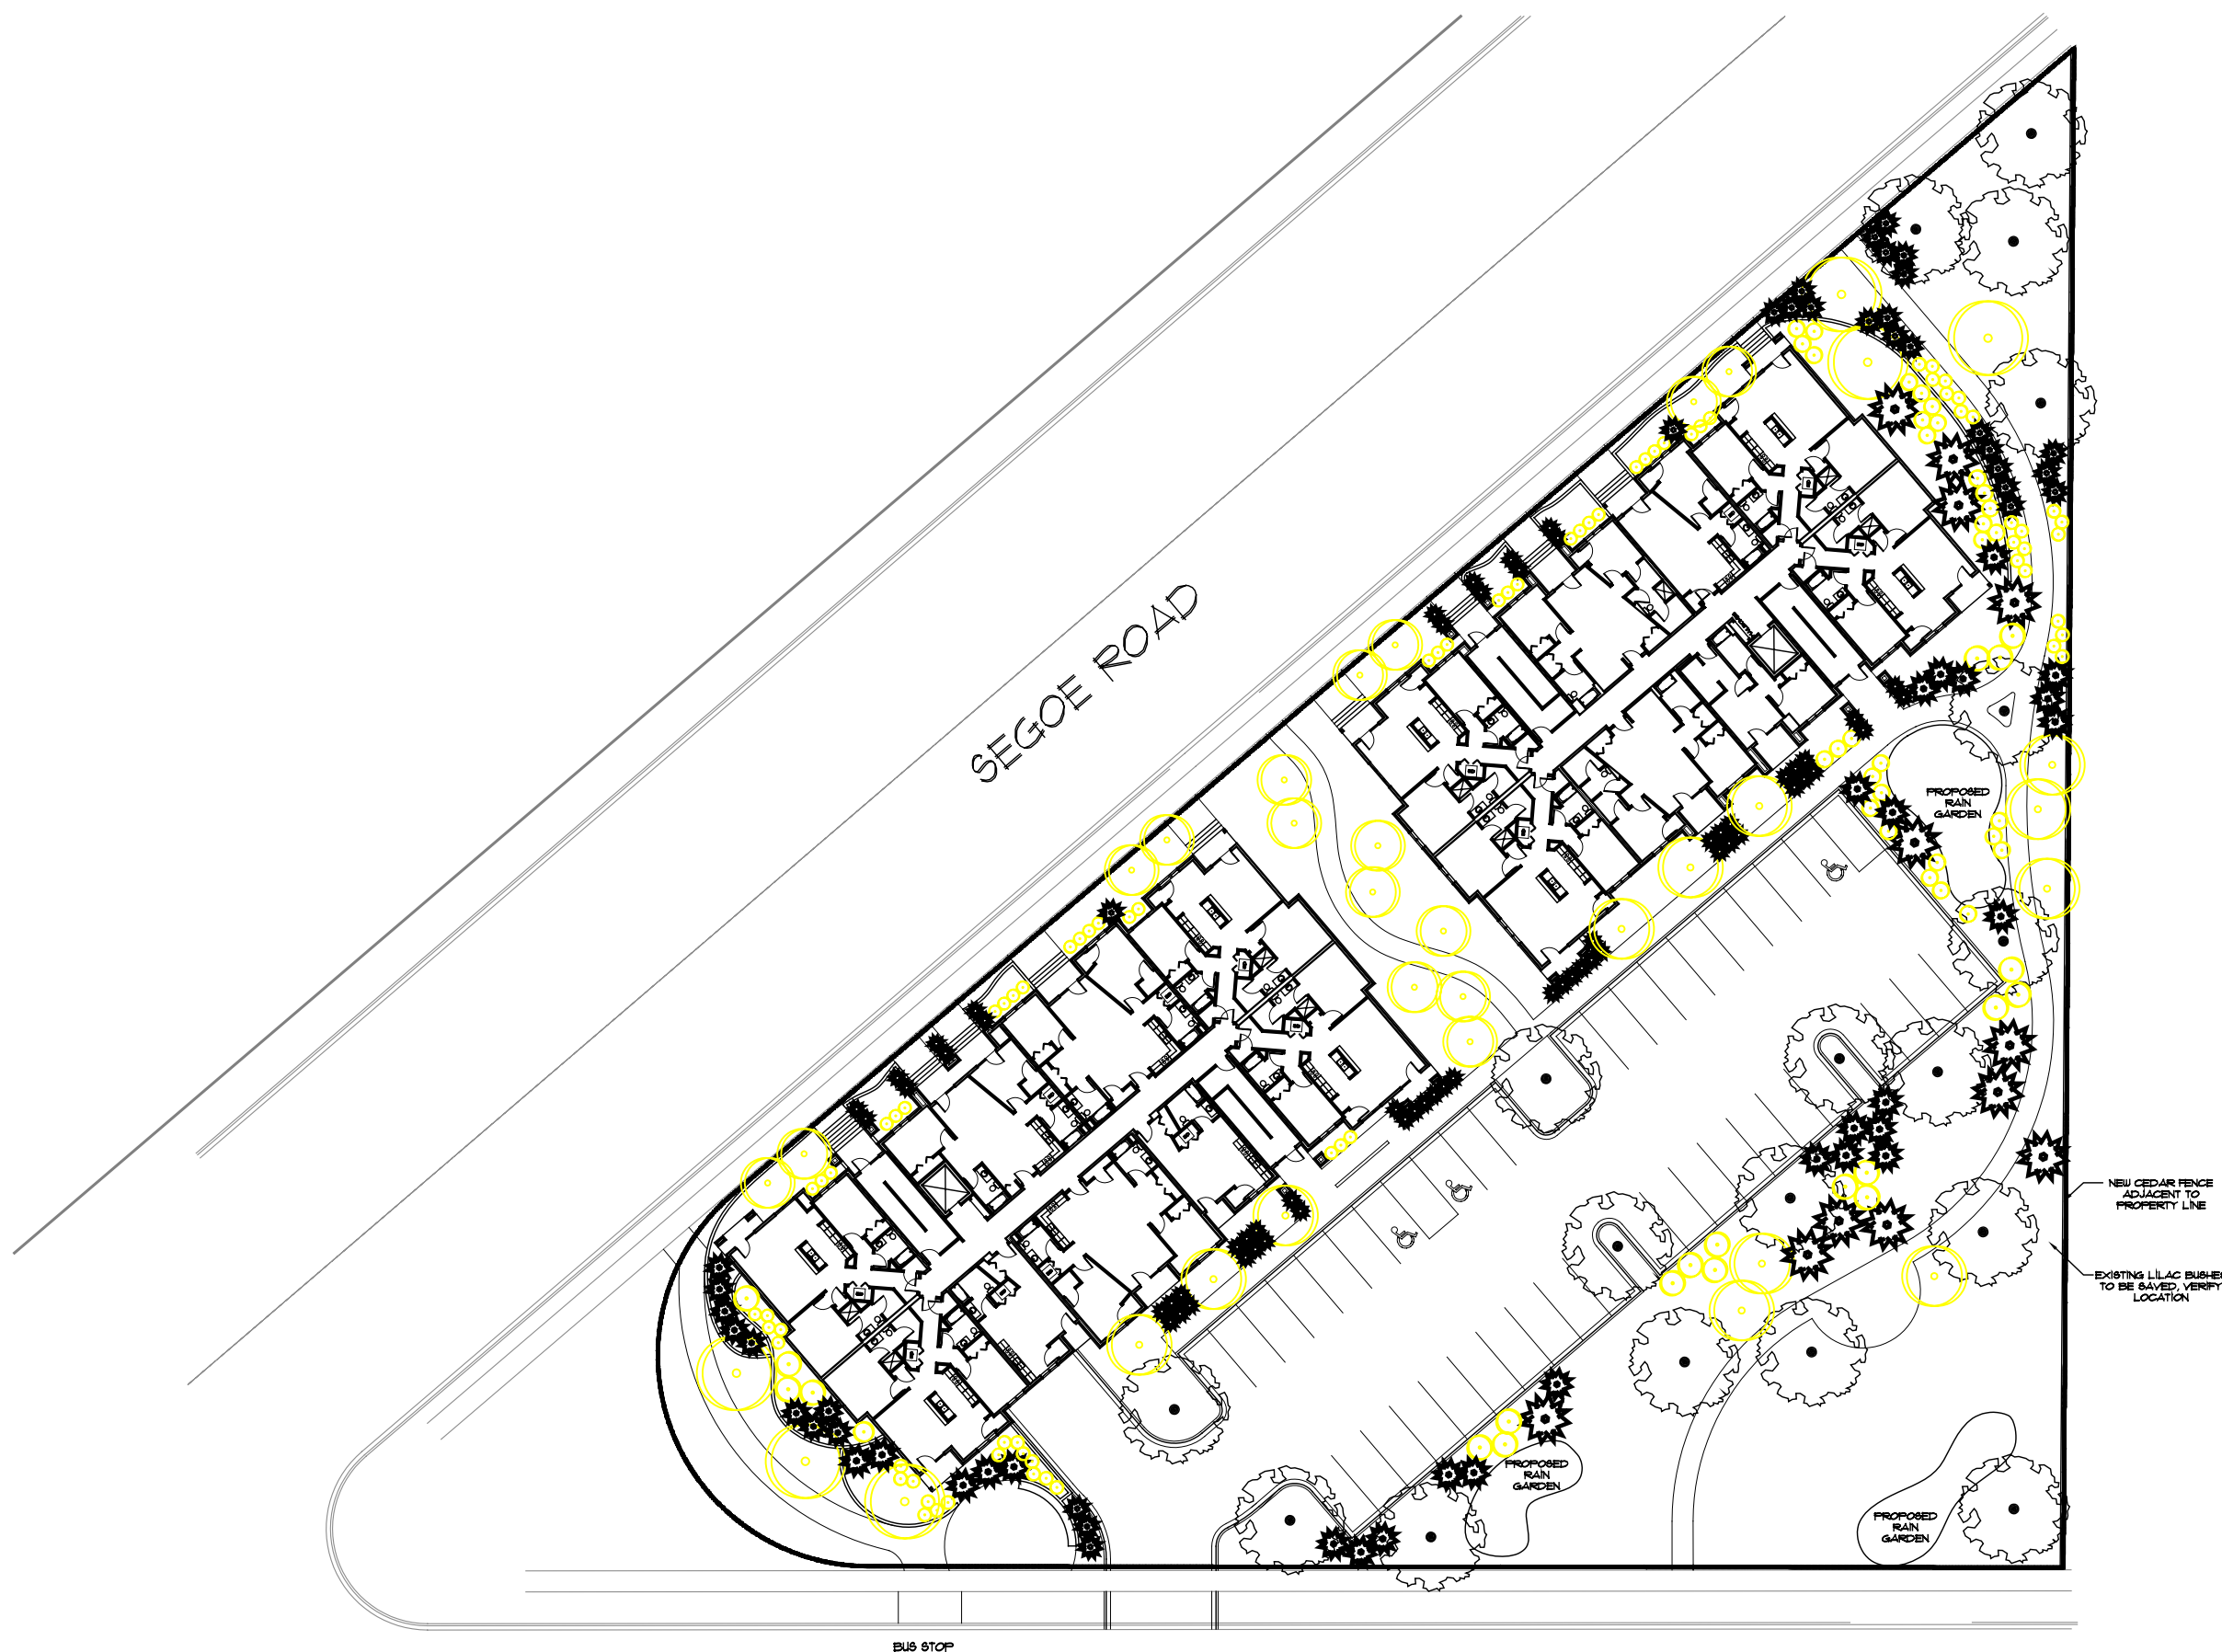 SEGOE ROAD
PROPOSED
RAIN
GARDEN
NEW CEDAR FENCE
ADJACENT TO
PROPERTY LINE
EXISTING LILAC BUSHE
TO BE SAVED, VERIFY
LOCATION
PROPOSED
RAIN
GARDEN
PROPOSED
RAIN
GARDEN
BUS STOP